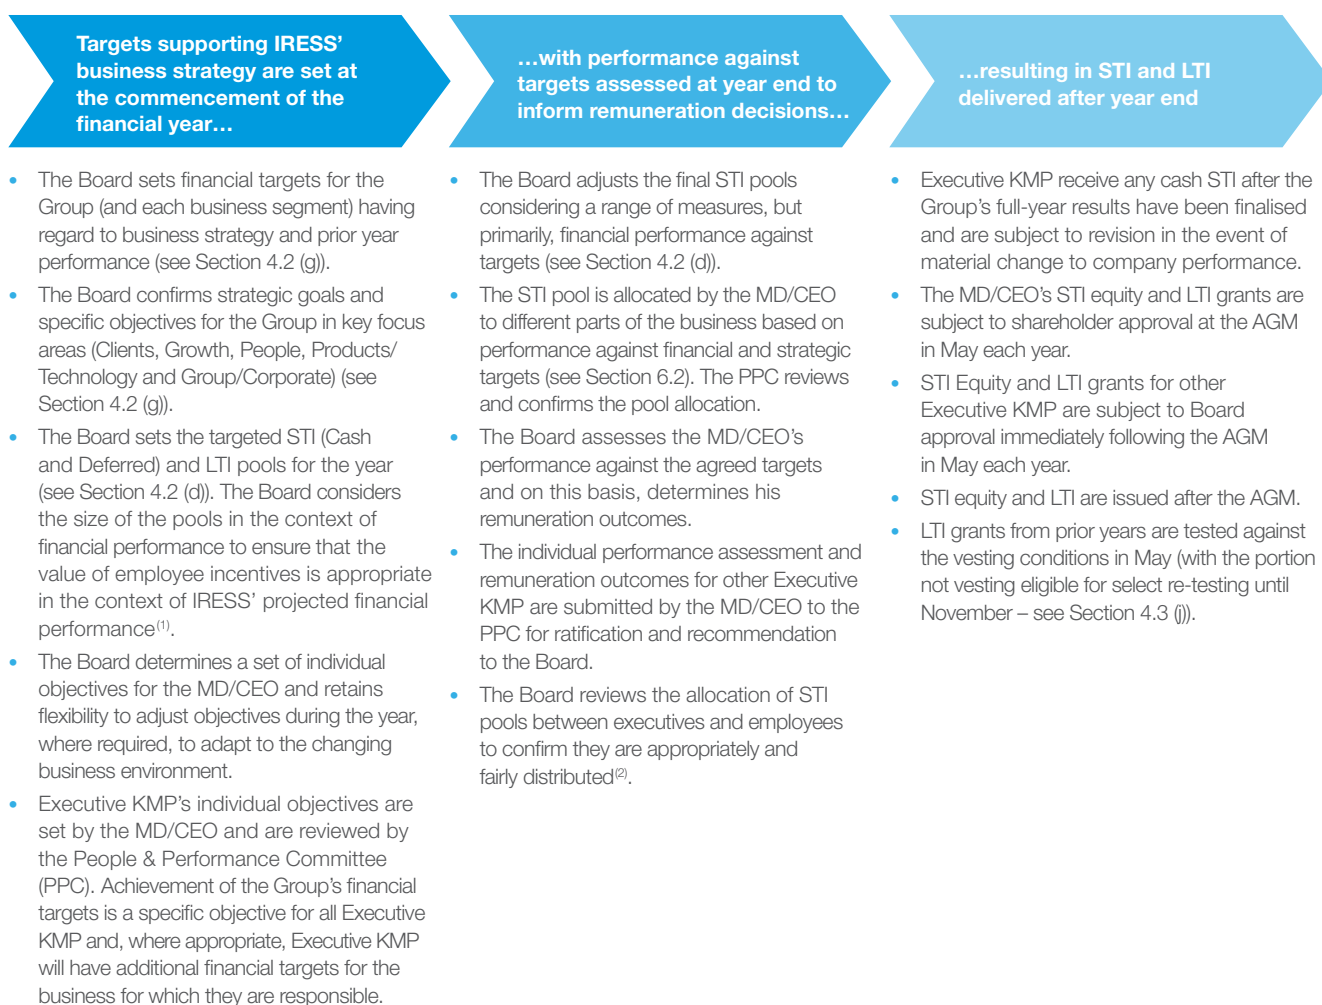 Targets supporting IRESS’
business strategy are set at
the commencement of the
financial year…
• The Board sets financial targets for the
Group (and each business segment) having
regard to business strategy and prior year
performance (see Section 4.2 (g)).
• The Board confirms strategic goals and
specific objectives for the Group in key focus
areas (Clients, Growth, People, Products/
Technology and Group/Corporate) (see
Section 4.2 (g)).
• The Board sets the targeted STI (Cash
and Deferred) and LTI pools for the year
(see Section 4.2 (d)). The Board considers
the size of the pools in the context of
financial performance to ensure that the
value of employee incentives is appropriate
in the context of IRESS’ projected financial
performance(1).
• The Board determines a set of individual
objectives for the MD/CEO and retains
flexibility to adjust objectives during the year,
where required, to adapt to the changing
business environment.
• Executive KMP’s individual objectives are
set by the MD/CEO and are reviewed by
the People & Performance Committee
(PPC). Achievement of the Group’s financial
targets is a specific objective for all Executive
KMP and, where appropriate, Executive KMP
will have additional financial targets for the
business for which they are responsible.
…with performance against
targets assessed at year end to
inform remuneration decisions…
• The Board adjusts the final STI pools
considering a range of measures, but
primarily, financial performance against
targets (see Section 4.2 (d)).
• The STI pool is allocated by the MD/CEO
to different parts of the business based on
performance against financial and strategic
targets (see Section 6.2). The PPC reviews
and confirms the pool allocation.
• The Board assesses the MD/CEO’s
performance against the agreed targets
and on this basis, determines his
remuneration outcomes.
• The individual performance assessment and
remuneration outcomes for other Executive
KMP are submitted by the MD/CEO to the
PPC for ratification and recommendation
to the Board.
• The Board reviews the allocation of STI
pools between executives and employees
to confirm they are appropriately and
fairly distributed(2).
…resulting in STI and LTI
delivered after year end
• Executive KMP receive any cash STI after the
Group’s full-year results have been finalised
and are subject to revision in the event of
material change to company performance.
• The MD/CEO’s STI equity and LTI grants are
subject to shareholder approval at the AGM
in May each year.
• STI Equity and LTI grants for other
Executive KMP are subject to Board
approval immediately following the AGM
in May each year.
• STI equity and LTI are issued after the AGM.
• LTI grants from prior years are tested against
the vesting conditions in May (with the portion
not vesting eligible for select re-testing until
November – see Section 4.3 (j)).